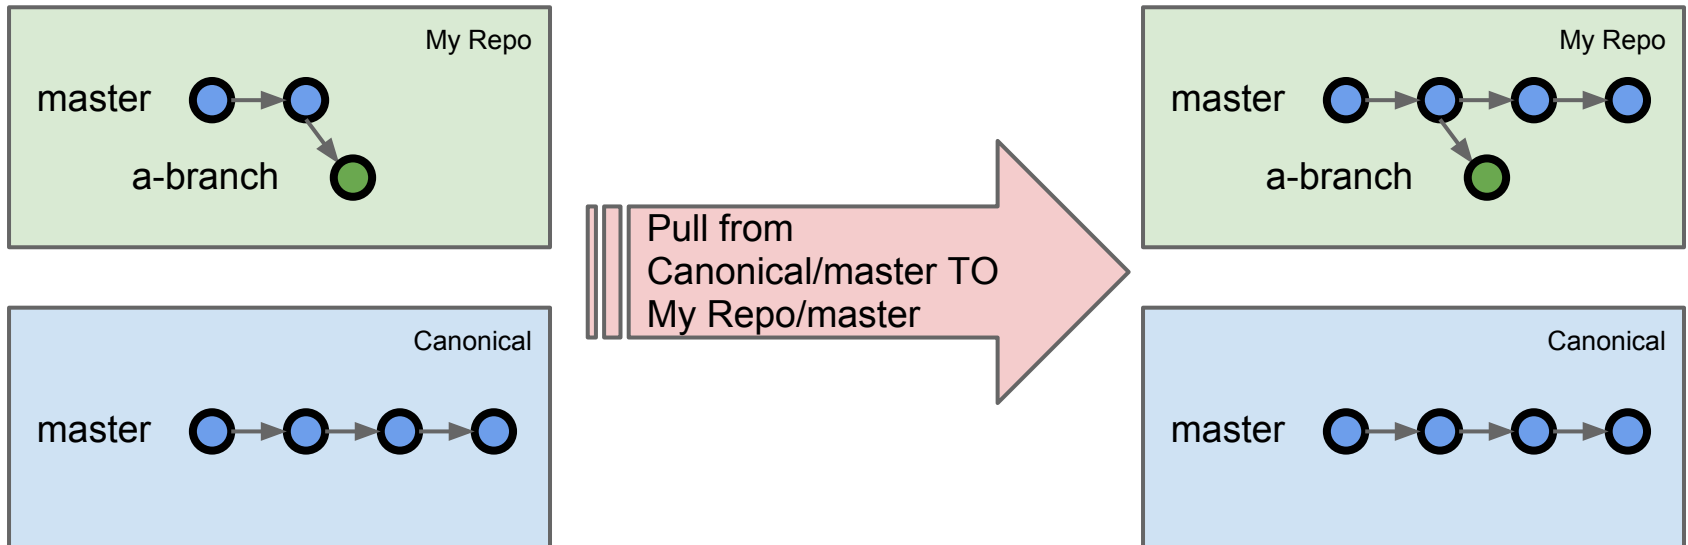 My Repo
master
a-branch
Canonical
master
Pull from
Canonical/master TO
My Repo/master
My Repo
master
a-branch
Canonical
master